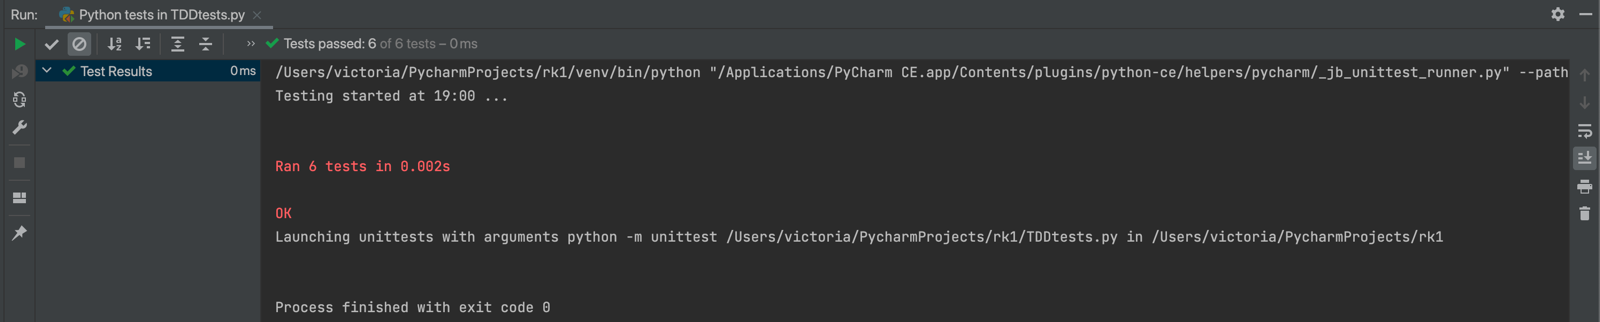 Run: Python tests in TDDtests.py
Tests passed: 6 of 6 tests – 0 ms
Test Results 0 ms
/Users/victoria/PycharmProjects/rk1/venv/bin/python "/Applications/PyCharm CE.app/Contents/plugins/python-ce/helpers/pycharm/_jb_unittest_runner.py" --path
Testing started at 19:00 ...
Ran 6 tests in 0.002s
OK
Launching unittests with arguments python -m unittest /Users/victoria/PycharmProjects/rk1/TDDtests.py in /Users/victoria/PycharmProjects/rk1
Process finished with exit code 0